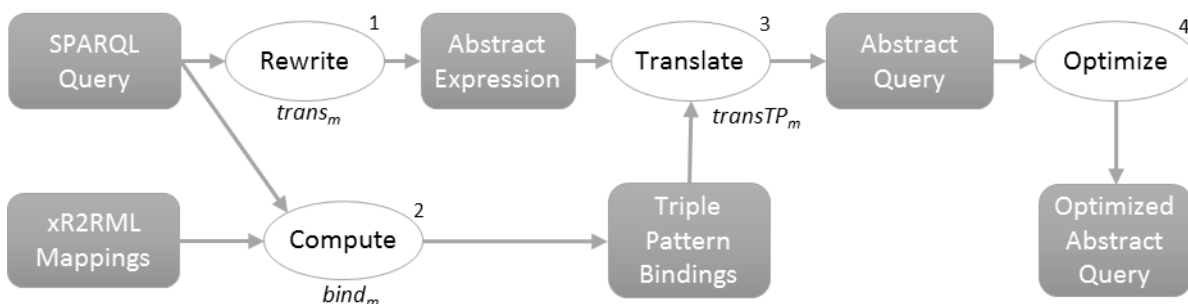 SPARQL
Query
1
Rewrite
trans_m
Abstract
Expression
3
Translate
transTP_m
Abstract
Query
4
Optimize
xR2RML
Mappings
2
Compute
bind_m
Triple
Pattern
Bindings
Optimized
Abstract
Query